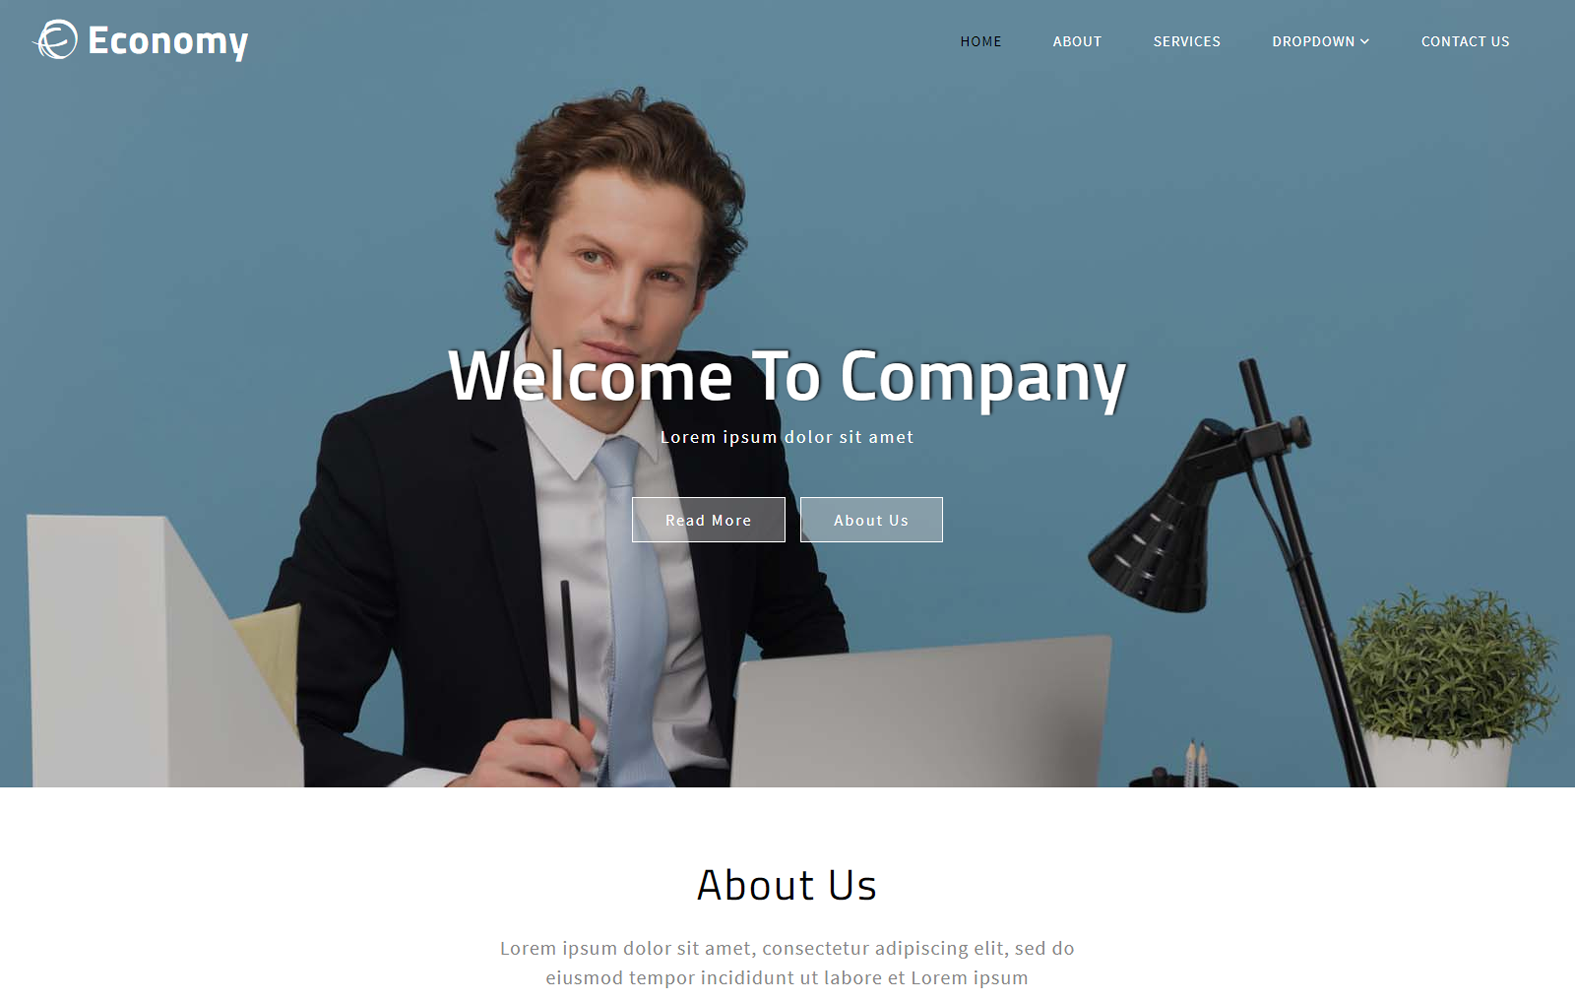 Economy
HOME ABOUT SERVICES DROPDOWN CONTACT US
Welcome To Company
Lorem ipsum dolor sit amet
Read More About Us
About Us
Lorem ipsum dolor sit amet, consectetur adipiscing elit, sed do
eiusmod tempor incididunt ut labore et Lorem ipsum